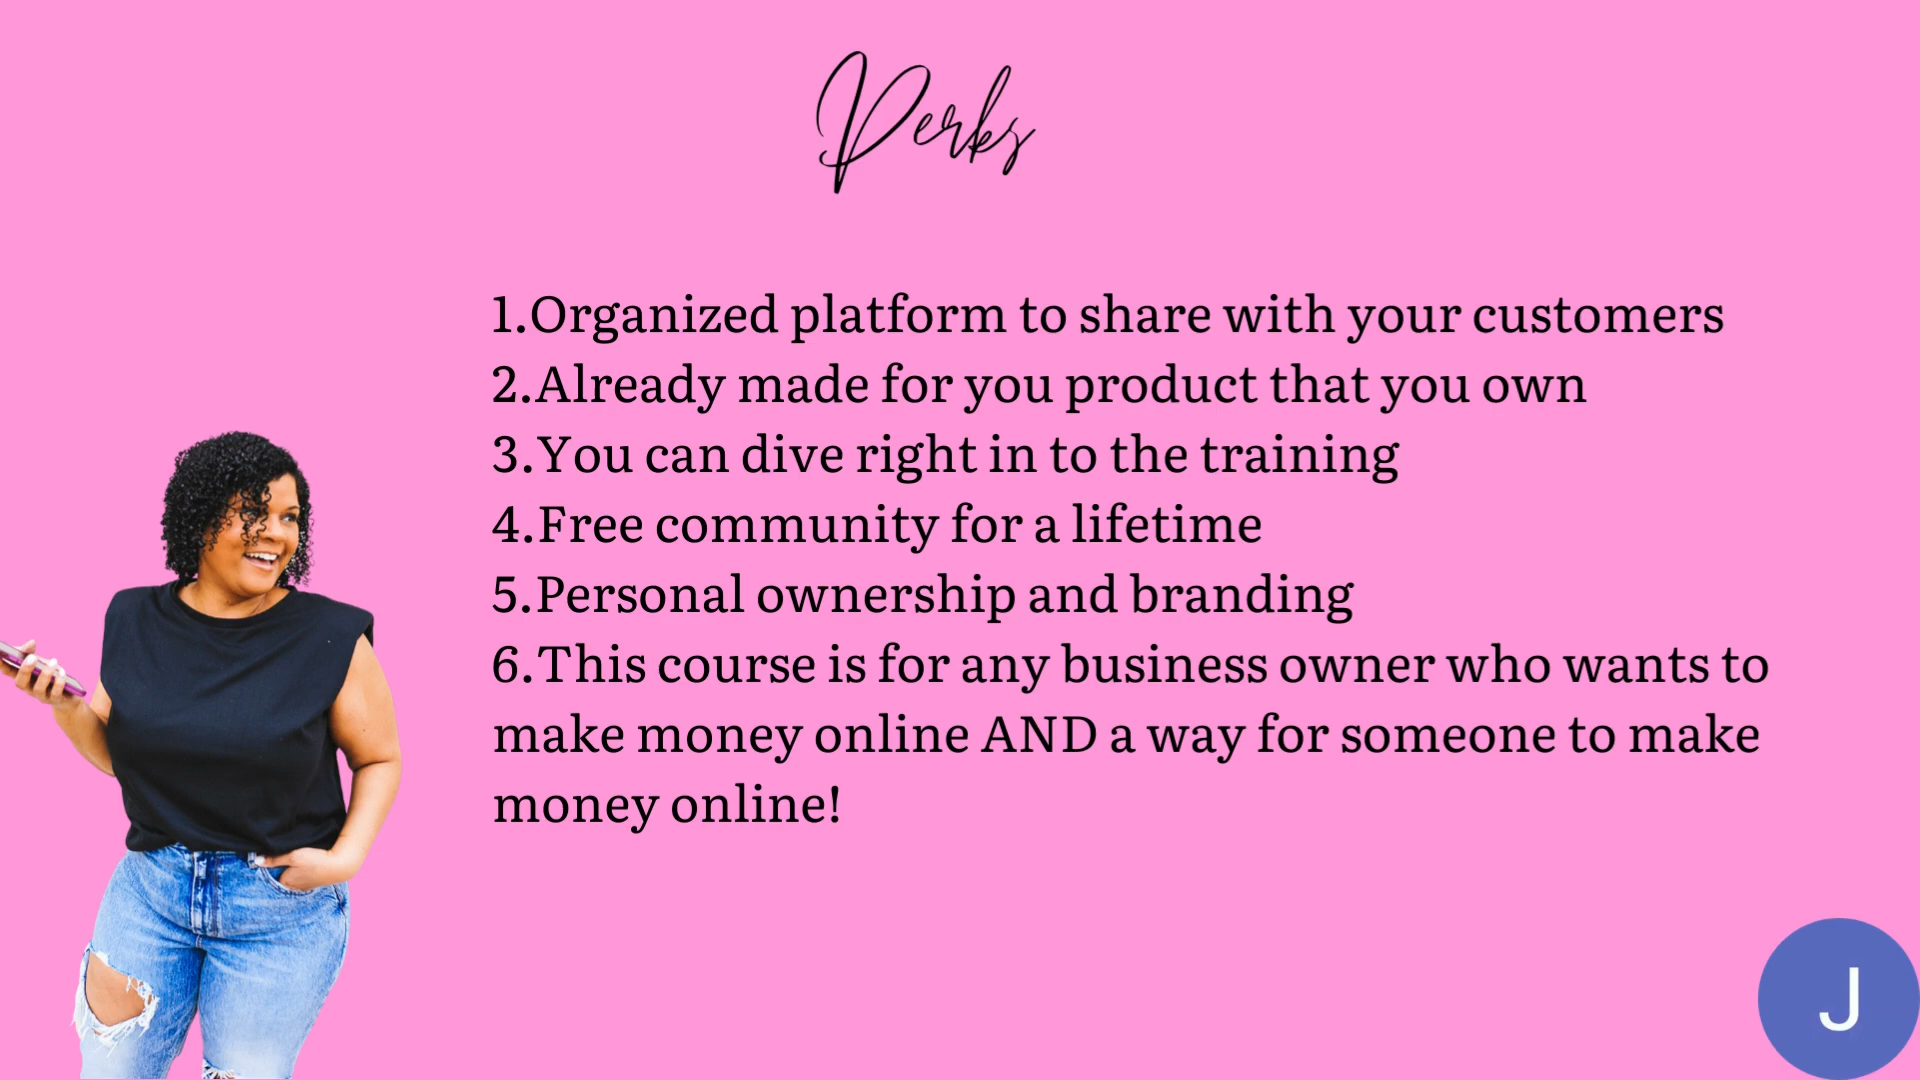 Perks
1.Organized platform to share with your customers
2.Already made for you product that you own
3.You can dive right in to the training
4.Free community for a lifetime
5.Personal ownership and branding
6.This course is for any business owner who wants to
make money online AND a way for someone to make
money online!
J